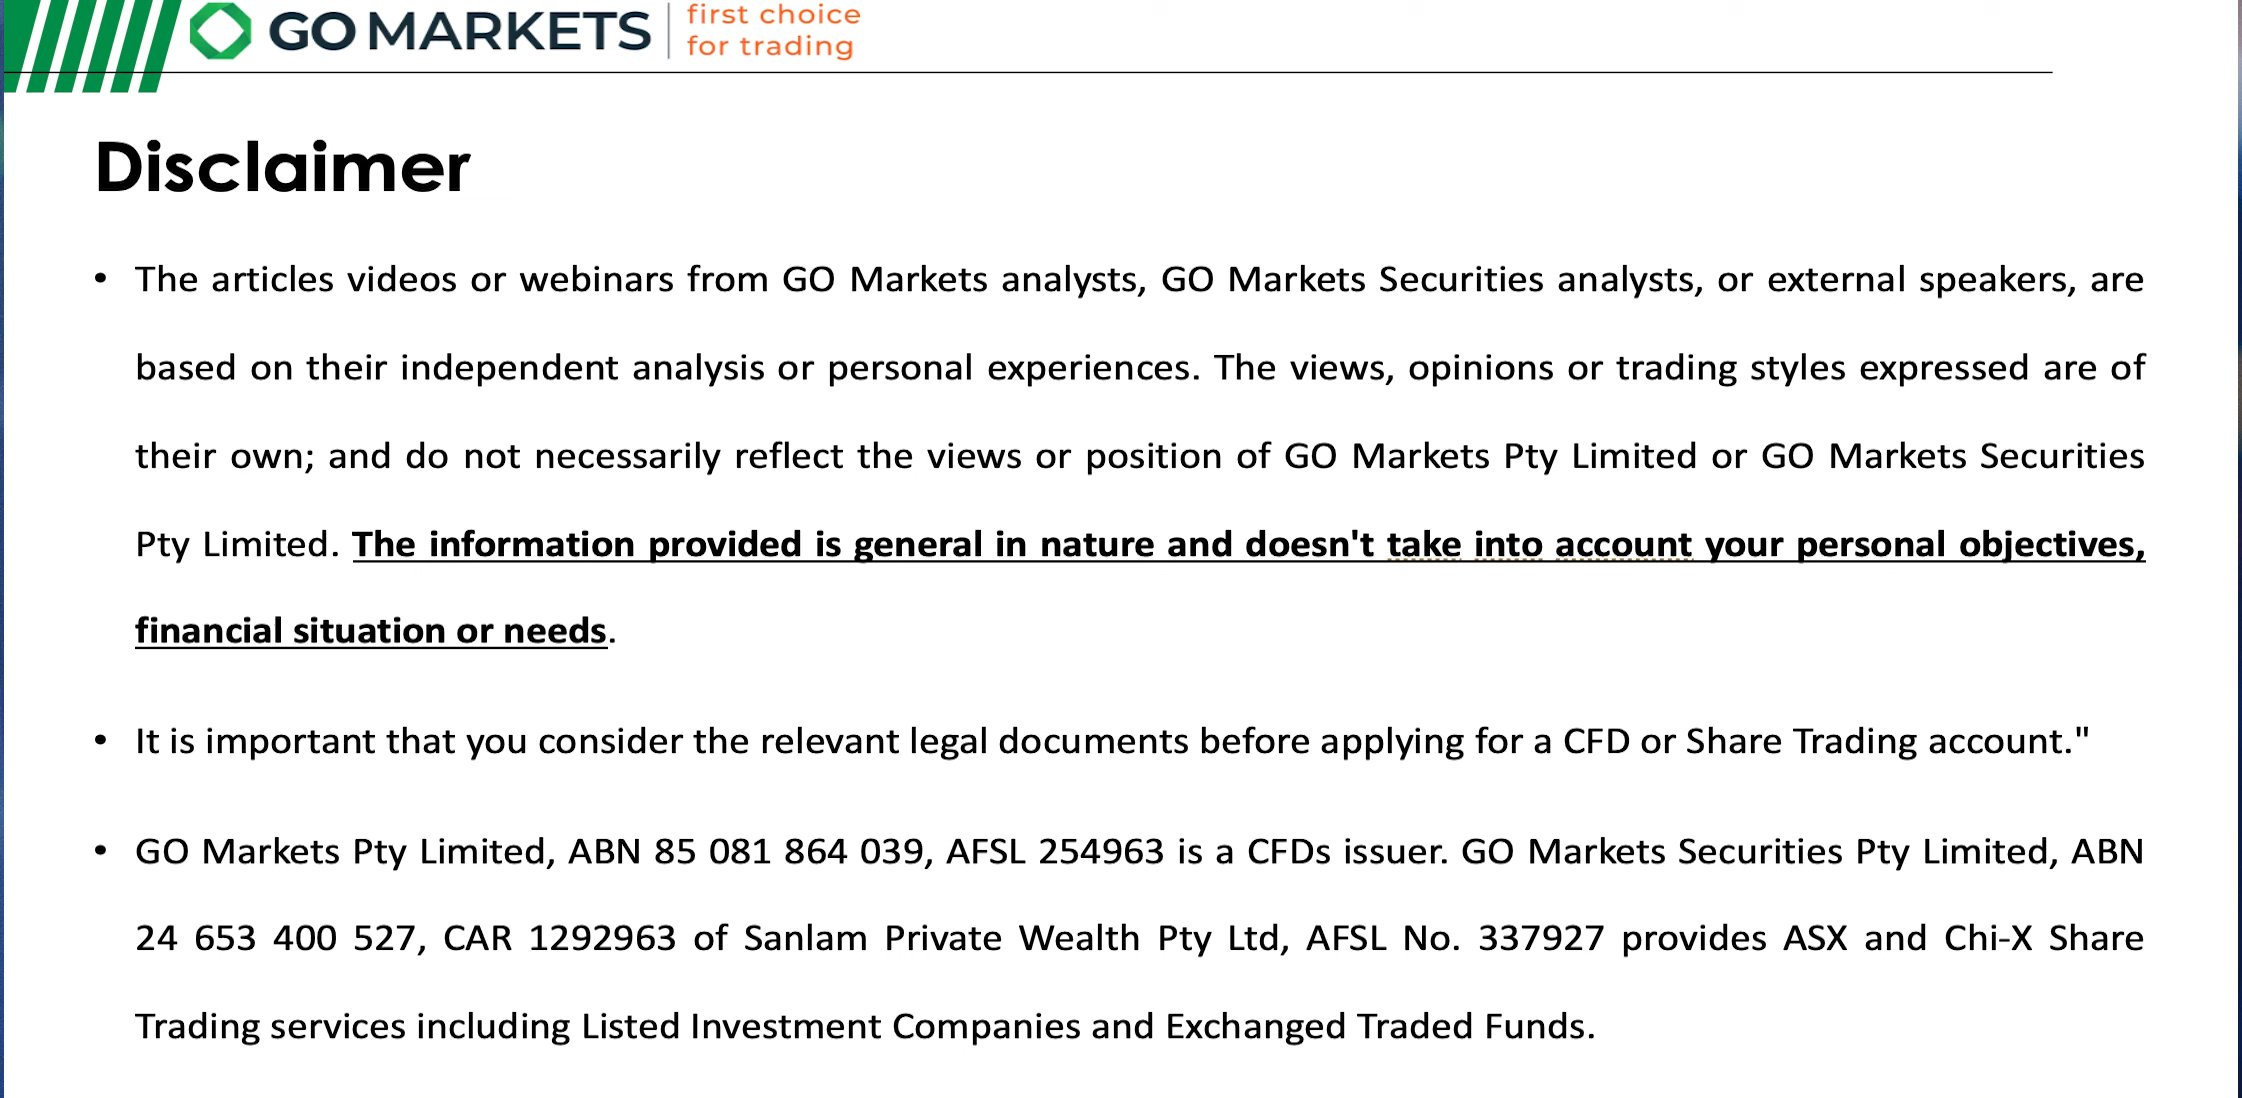 GO MARKETS
first choice
for trading
Disclaimer
• The articles videos or webinars from GO Markets analysts, GO Markets Securities analysts, or external speakers, are
based on their independent analysis or personal experiences. The views, opinions or trading styles expressed are of
their own; and do not necessarily reflect the views or position of GO Markets Pty Limited or GO Markets Securities
Pty Limited. The information provided is general in nature and doesn't take into account your personal objectives,
financial situation or needs.
• It is important that you consider the relevant legal documents before applying for a CFD or Share Trading account."
• GO Markets Pty Limited, ABN 85 081 864 039, AFSL 254963 is a CFDs issuer. GO Markets Securities Pty Limited, ABN
24 653 400 527, CAR 1292963 of Sanlam Private Wealth Pty Ltd, AFSL No. 337927 provides ASX and Chi-X Share
Trading services including Listed Investment Companies and Exchanged Traded Funds.